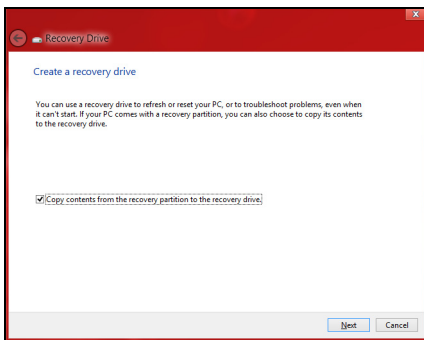 Recovery Drive
Create a recovery drive
You can use a recovery drive to refresh or reset your PC, or to troubleshoot problems, even when
it can't start. If your PC comes with a recovery partition, you can also choose to copy its contents
to the recovery drive.
Copy contents from the recovery partition to the recovery drive.
Next Cancel